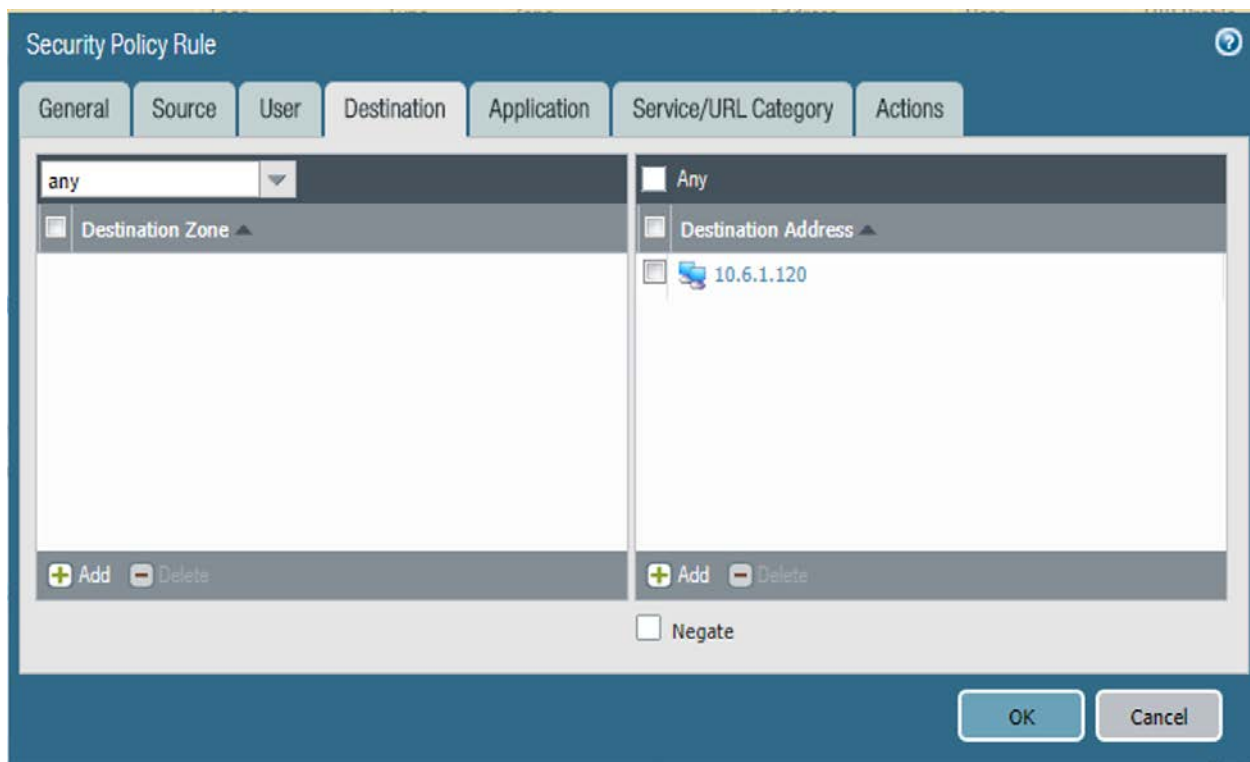 Security Policy Rule
General Source User Destination Application Service/URL Category Actions
any
Any
Destination Zone
Destination Address
10.6.1.120
Add Delete
Add Delete
Negate
OK Cancel